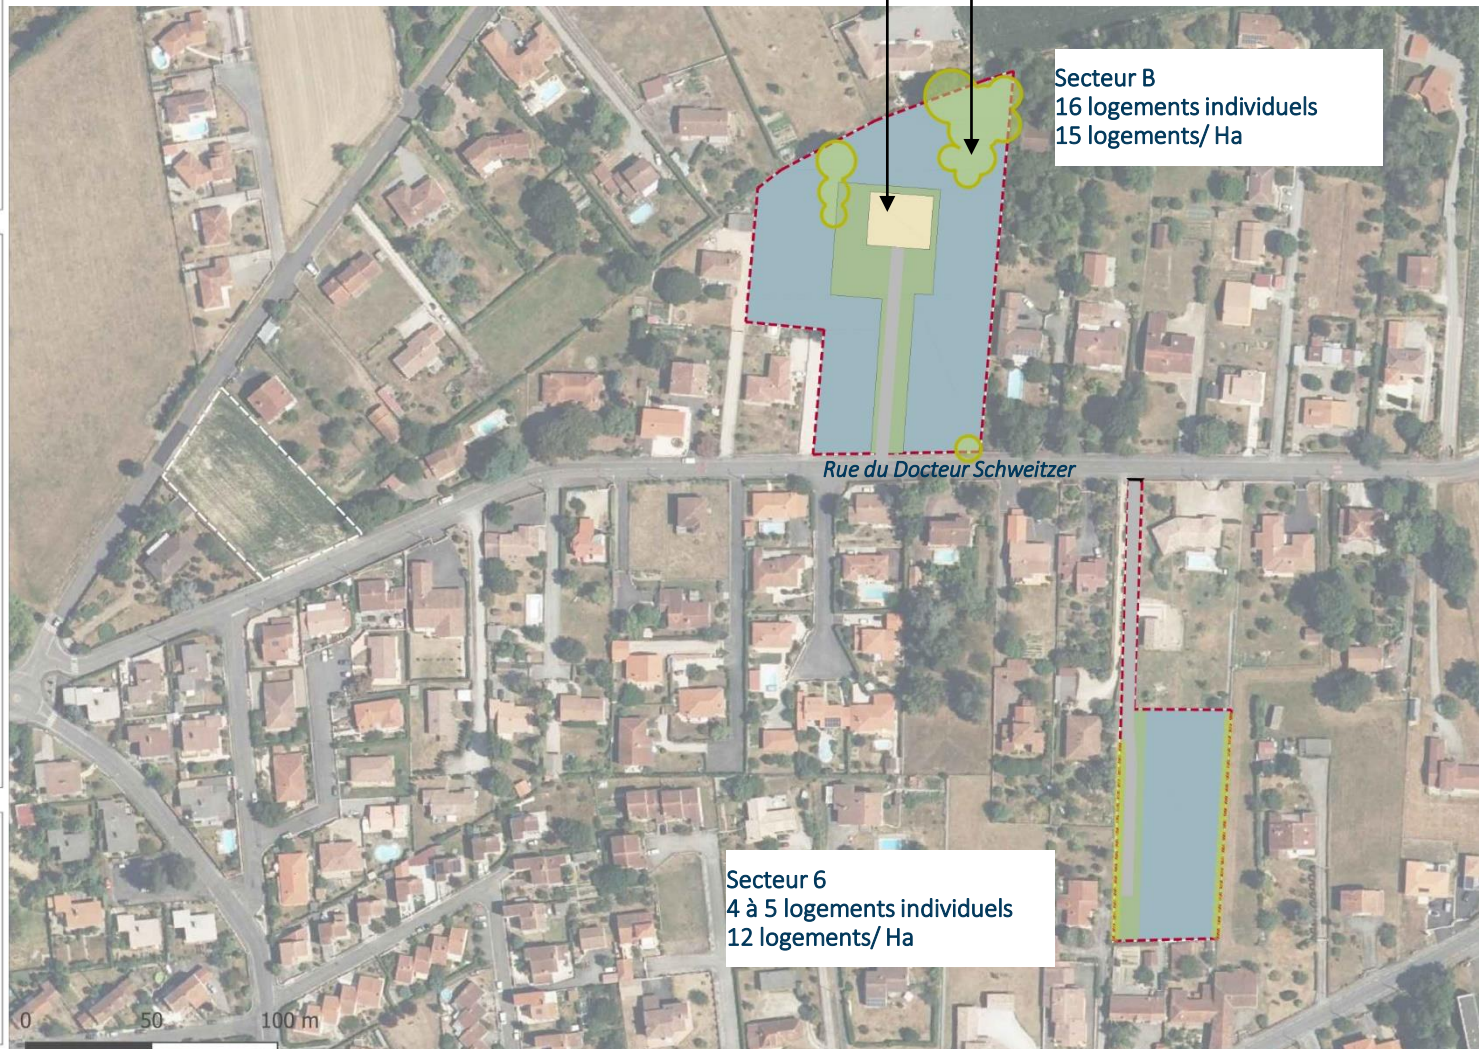 Secteur B
16 logements individuels
15 logements/ Ha
Rue du Docteur Schweitzer
Secteur 6
4 à 5 logements individuels
12 logements/ Ha
0 50 100 m